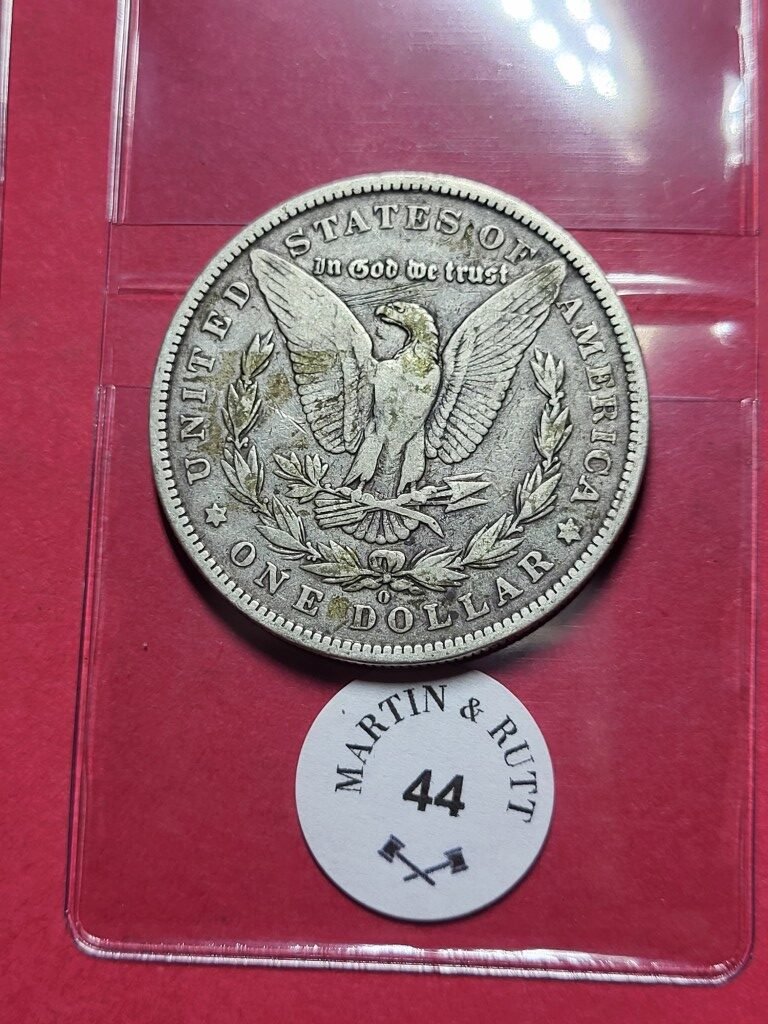 UNITED STATES OF AMERICA
In God we trust
O
ONE DOLLAR
MARTIN & RUTT
44